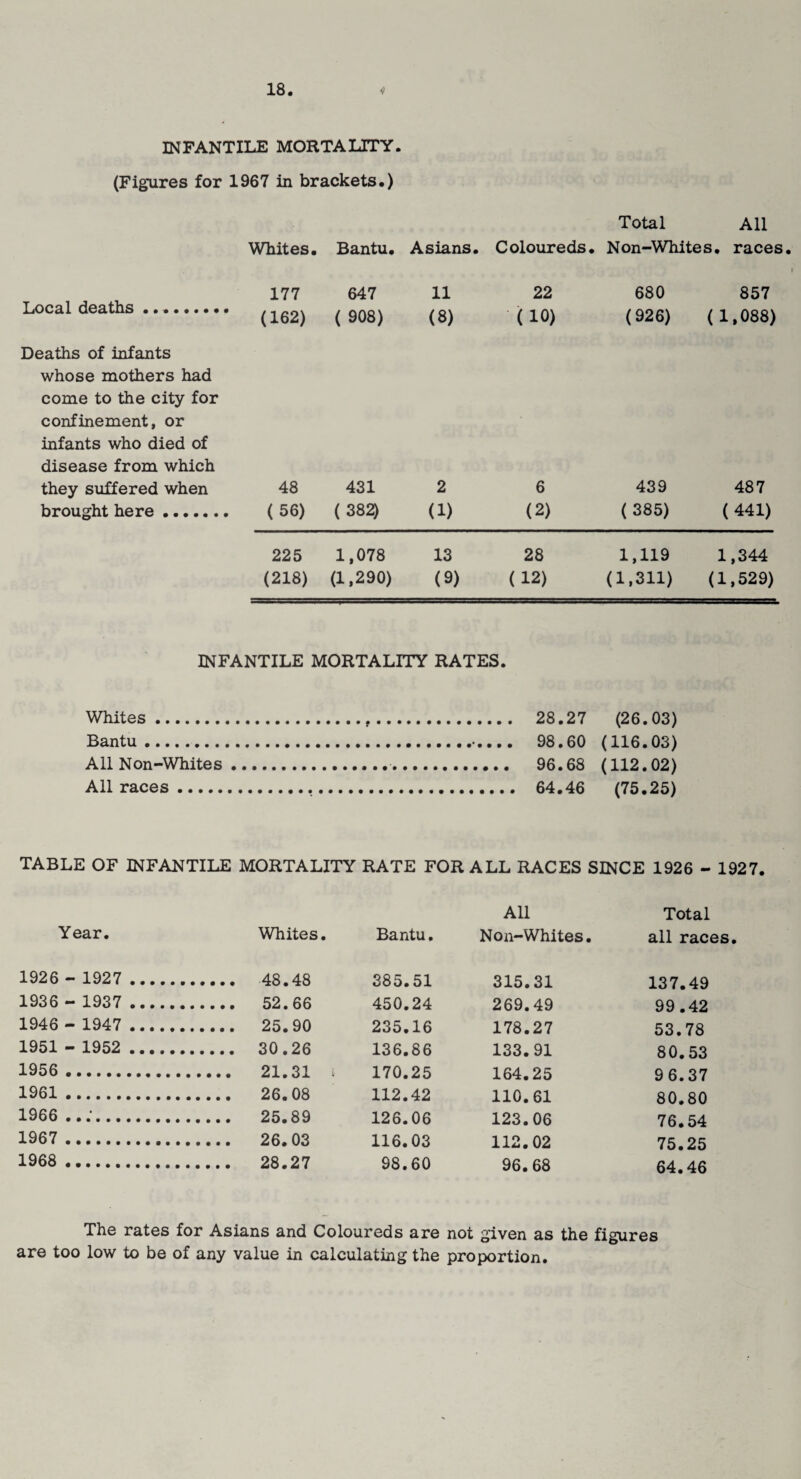 18.
INFANTILE MORTALITY.
(Figures for 1967 in brackets.)
Total All
Whites. Bantu. Asians. Coloureds. Non-Whites. races.
Local deaths .......... 177 647 11 22 680 857
(162) ( 908) (8) ( 10) (926) ( 1,088)
Deaths of infants
whose mothers had
come to the city for
confinement, or
infants who died of
disease from which
they suffered when 48 431 2 6 439 487
brought here ....... ( 56) ( 382) (1) (2) ( 385) ( 441)
225 1,078 13 28 1,119 1,344
(218) (1,290) (9) ( 12) (1,311) (1,529)
INFANTILE MORTALITY RATES.
Whites .................................... 28.27 (26.03)
Bantu ..................................... 98.60 (116.03)
All Non-Whites ............................ 96.68 (112.02)
All races ................................. 64.46 (75.25)
TABLE OF INFANTILE MORTALITY RATE FOR ALL RACES SINCE 1926 - 1927.
All Total
Year. Whites. Bantu. Non-Whites. all races.
1926 - 1927 ............ 48.48 385.51 315.31 137.49
1936 - 1937 ............ 52.66 450.24 269.49 99.42
1946 - 1947 ............ 25.90 235.16 178.27 53.78
1951 - 1952 ............ 30.26 136.86 133.91 80.53
1956 ................... 21.31 170.25 164.25 96.37
1961 ................... 26.08 112.42 110.61 80.80
1966 ................... 25.89 126.06 123.06 76.54
1967 ................... 26.03 116.03 112.02 75.25
1968 ................... 28.27 98.60 96.68 64.46
The rates for Asians and Coloureds are not given as the figures
are too low to be of any value in calculating the proportion.